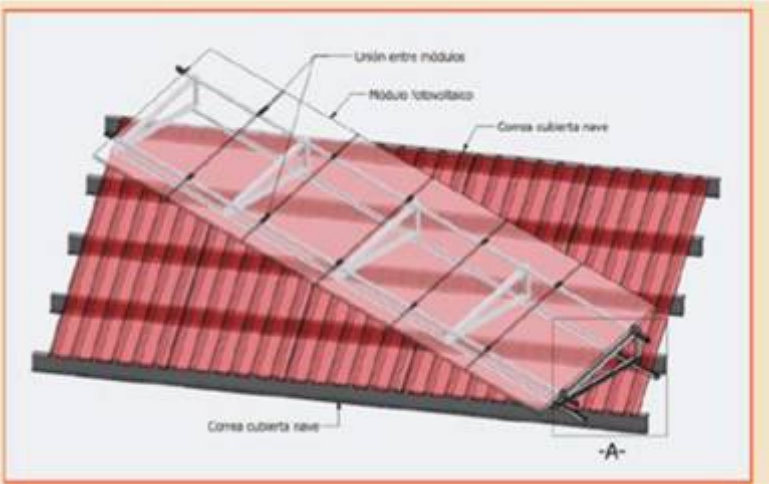 Unión entre módulos
Módulo fotovoltaico
Correa cubierta nave
Correa cubierta nave
-A-